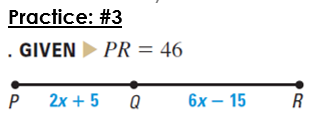 Practice: #3
. GIVEN ▶ PR = 46
P 2x + 5 Q 6x – 15 R